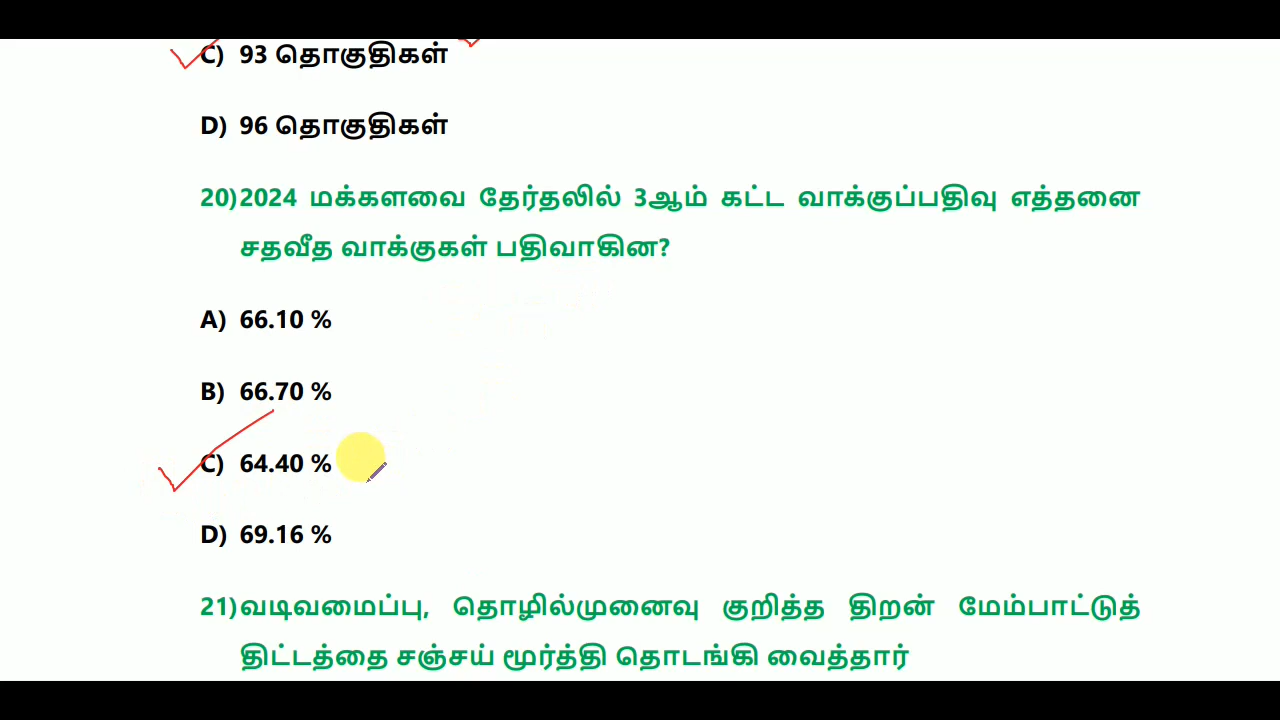 C) 93 தொகுதிகள்
D) 96 தொகுதிகள்
20)2024 மக்களவை தேர்தலில் 3ஆம் கட்ட வாக்குப்பதிவு எத்தனை
சதவீத வாக்குகள் பதிவாகின?
A) 66.10 %
B) 66.70 %
C) 64.40 %
D) 69.16 %
21)வடிவமைப்பு, தொழில்முனைவு குறித்த திறன் மேம்பாட்டுத்
திட்டத்தை சஞ்சய் மூர்த்தி தொடங்கி வைத்தார்